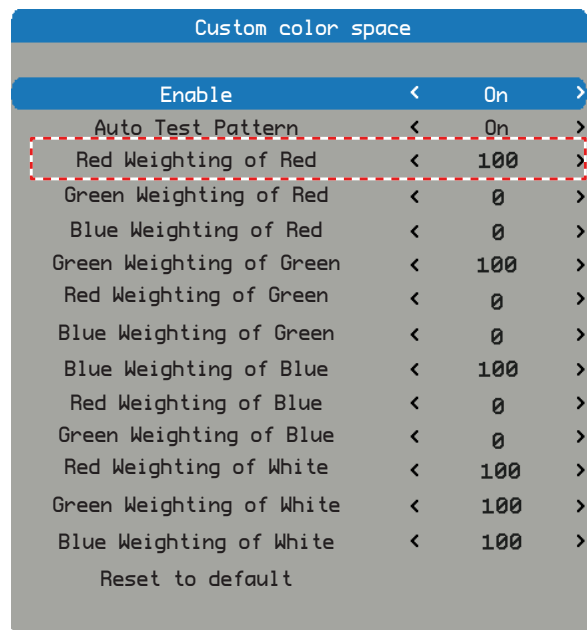 Custom color space
Enable < On >
Auto Test Pattern < On >
Red Weighting of Red < 100 >
Green Weighting of Red < 0 >
Blue Weighting of Red < 0 >
Green Weighting of Green < 100 >
Red Weighting of Green < 0 >
Blue Weighting of Green < 0 >
Blue Weighting of Blue < 100 >
Red Weighting of Blue < 0 >
Green Weighting of Blue < 0 >
Red Weighting of White < 100 >
Green Weighting of White < 100 >
Blue Weighting of White < 100 >
Reset to default